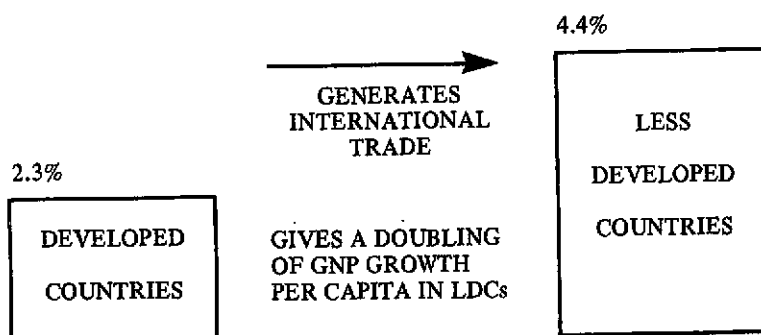 4.4%
GENERATES
INTERNATIONAL
TRADE
LESS
DEVELOPED
COUNTRIES
2.3%
DEVELOPED
COUNTRIES
GIVES A DOUBLING
OF GNP GROWTH
PER CAPITA IN LDCs